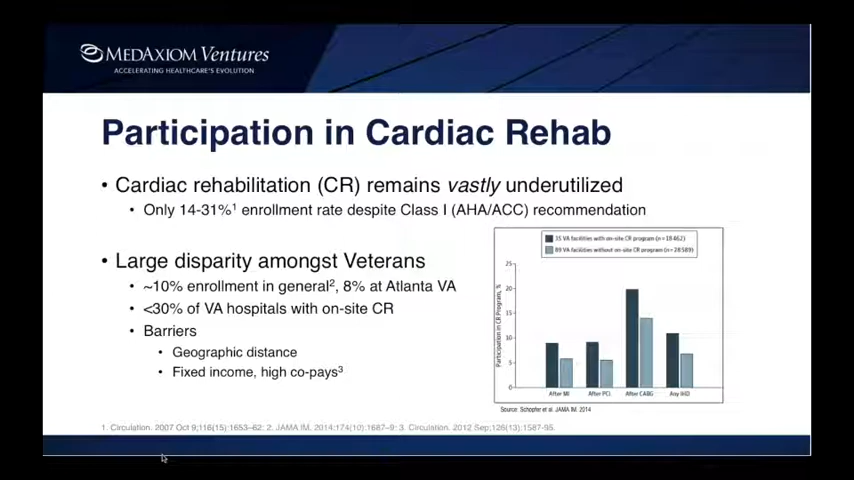 MEDAXIOM Ventures
ACCELERATING HEALTHCARE'S EVOLUTION
Participation in Cardiac Rehab
• Cardiac rehabilitation (CR) remains vastly underutilized
• Only 14-31%¹ enrollment rate despite Class I (AHA/ACC) recommendation
• Large disparity amongst Veterans
• ~10% enrollment in general², 8% at Atlanta VA
• <30% of VA hospitals with on-site CR
• Barriers
• Geographic distance
• Fixed income, high co-pays³
35 VA facilities with on-site CR program (n=18462)
89 VA facilities without on-site CR program (n=28589)
Participation in CR Program, %
25
20
15
10
5
0
After MI
After PCI
After CABG
Any IHD
Source: Schopfer et al. JAMA IM. 2014
1. Circulation. 2007 Oct 9;116(15):1653–62; 2. JAMA IM. 2014;174(10):1687–9; 3. Circulation. 2012 Sep;126(13):1587-95.